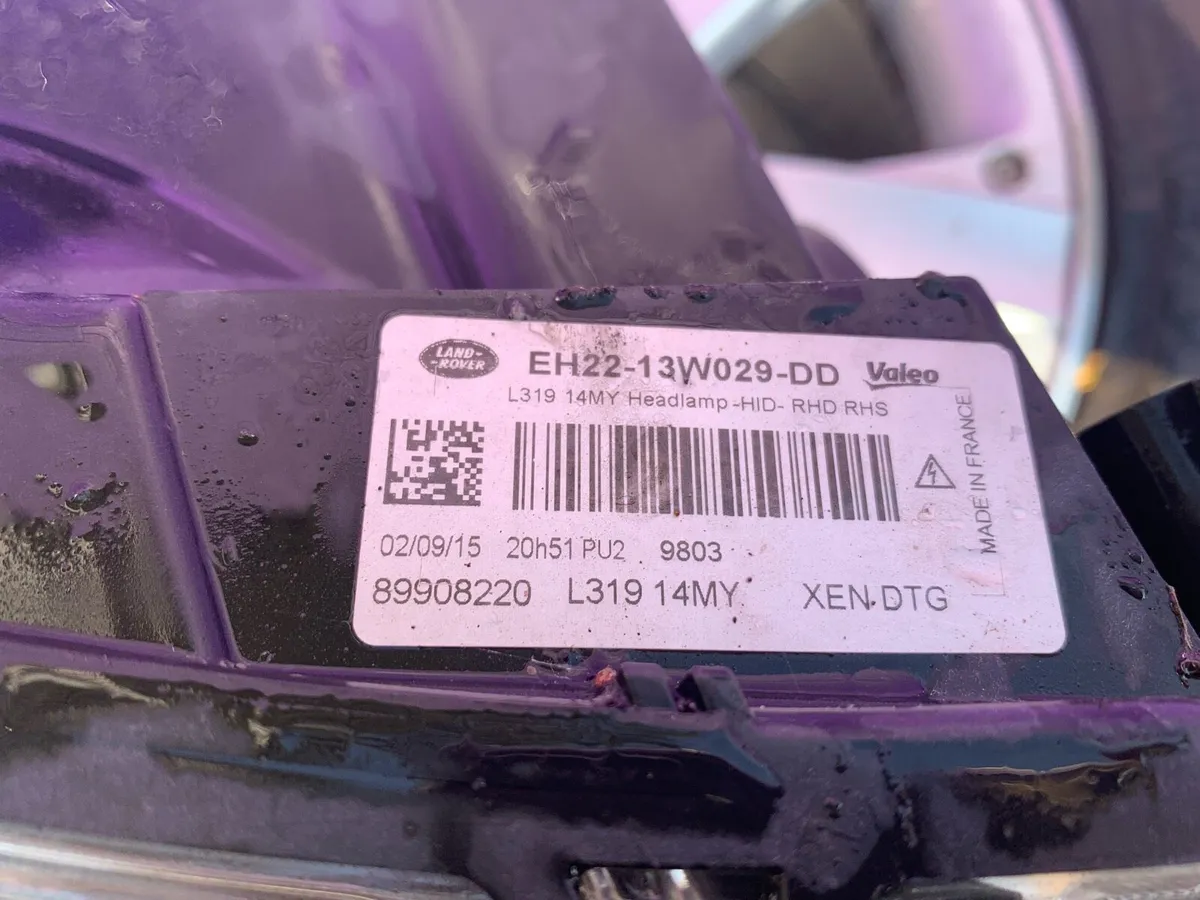 LAND-
-ROVER
EH22-13W029-DD
Valeo
L319 14MY Headlamp -HID- RHD RHS
MADE IN FRANCE
02/09/15 20h51 PU2 9803
89908220 L319 14MY XEN.DTG